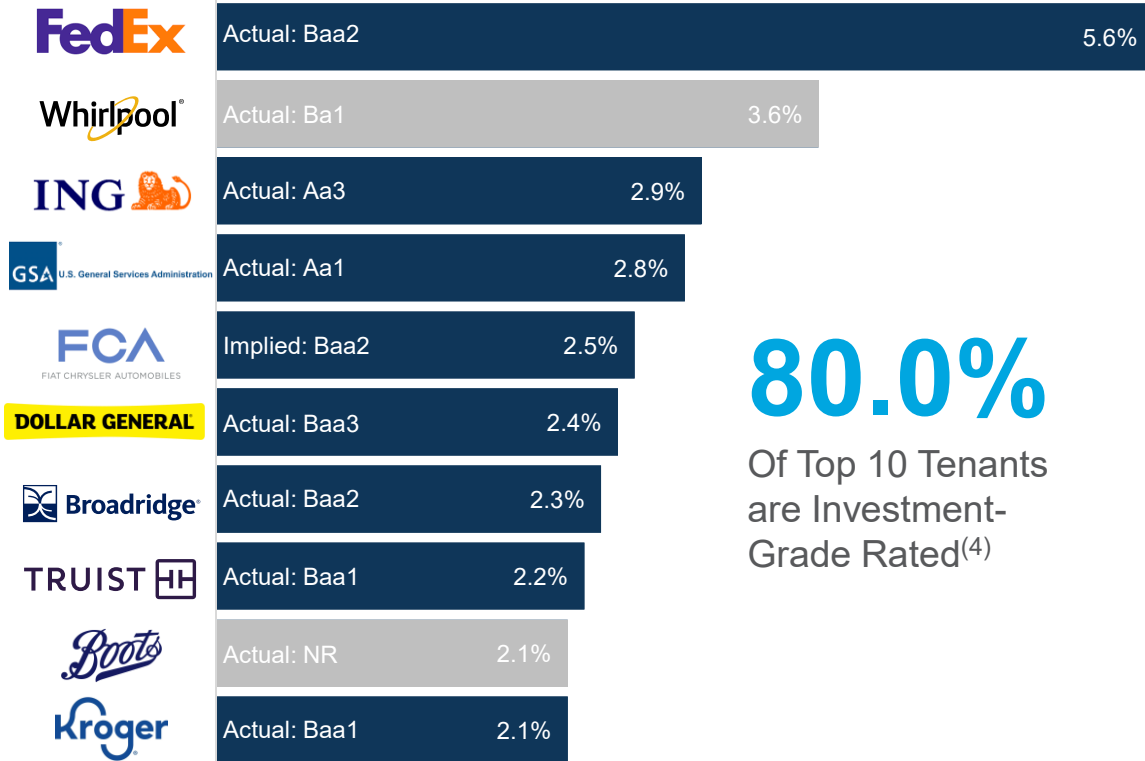 FedEx
Actual: Baa2 5.6%
Whirlpool®
Actual: Ba1 3.6%
ING
Actual: Aa3 2.9%
GSA® U.S. General Services Administration
Actual: Aa1 2.8%
FCA
FIAT CHRYSLER AUTOMOBILES
Implied: Baa2 2.5%
DOLLAR GENERAL
Actual: Baa3 2.4%
Broadridge®
Actual: Baa2 2.3%
TRUIST
Actual: Baa1 2.2%
Boots
Actual: NR 2.1%
Kroger
Actual: Baa1 2.1%
80.0%
Of Top 10 Tenants
are Investment-
Grade Rated(4)